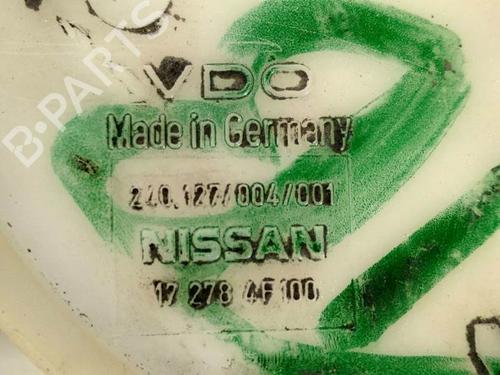 VDO
Made in Germany
240.127/004/001
NISSAN
17 278 4F100
B-PARTS